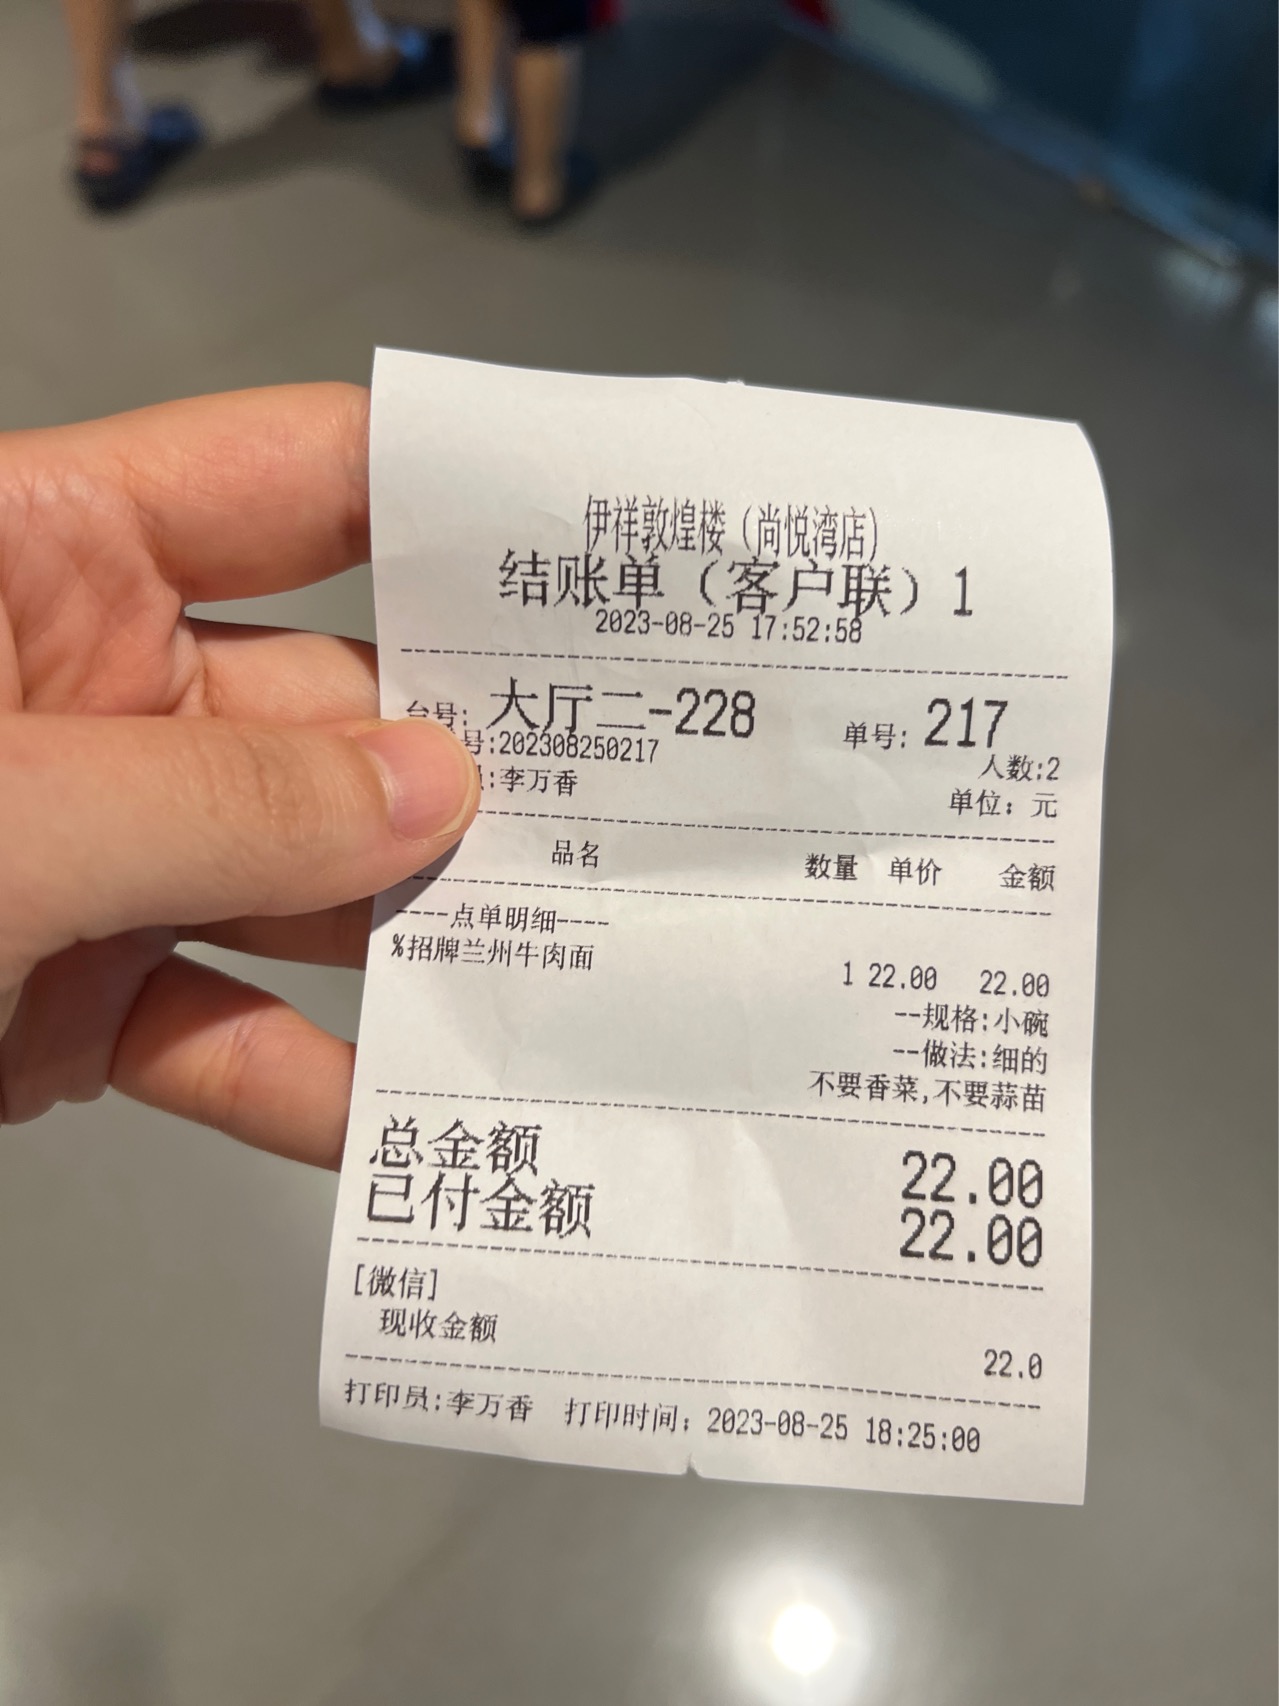 伊祥敦煌楼（尚悦湾店）
结账单（客户联）1
2023-08-25 17:52:58
台号: 大厅二-228 单号: 217
号:202308250217 人数:2
:李万香 单位: 元
品名 数量 单价 金额
----点单明细----
%招牌兰州牛肉面
1 22.00 22.00
--规格:小碗
--做法:细的
不要香菜,不要蒜苗
总金额 22.00
已付金额 22.00
[微信]
现收金额 22.0
打印员:李万香 打印时间: 2023-08-25 18:25:00